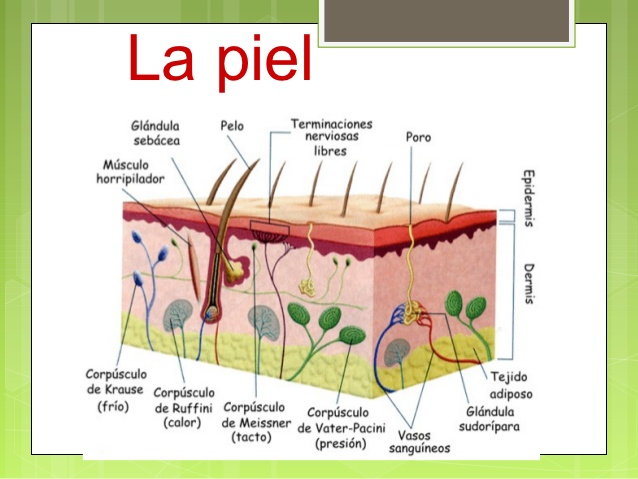 La piel
Glándula
sebácea
Pelo
Terminaciones
nerviosas
libres
Poro
Músculo
horripilador
Epidermis
Dermis
Corpúsculo
de Krause
(frío)
Corpúsculo
de Ruffini
(calor)
Corpúsculo
de Meissner
(tacto)
Corpúsculo
de Vater-Pacini
(presión)
Vasos
sanguíneos
Glándula
sudorípara
Tejido
adiposo